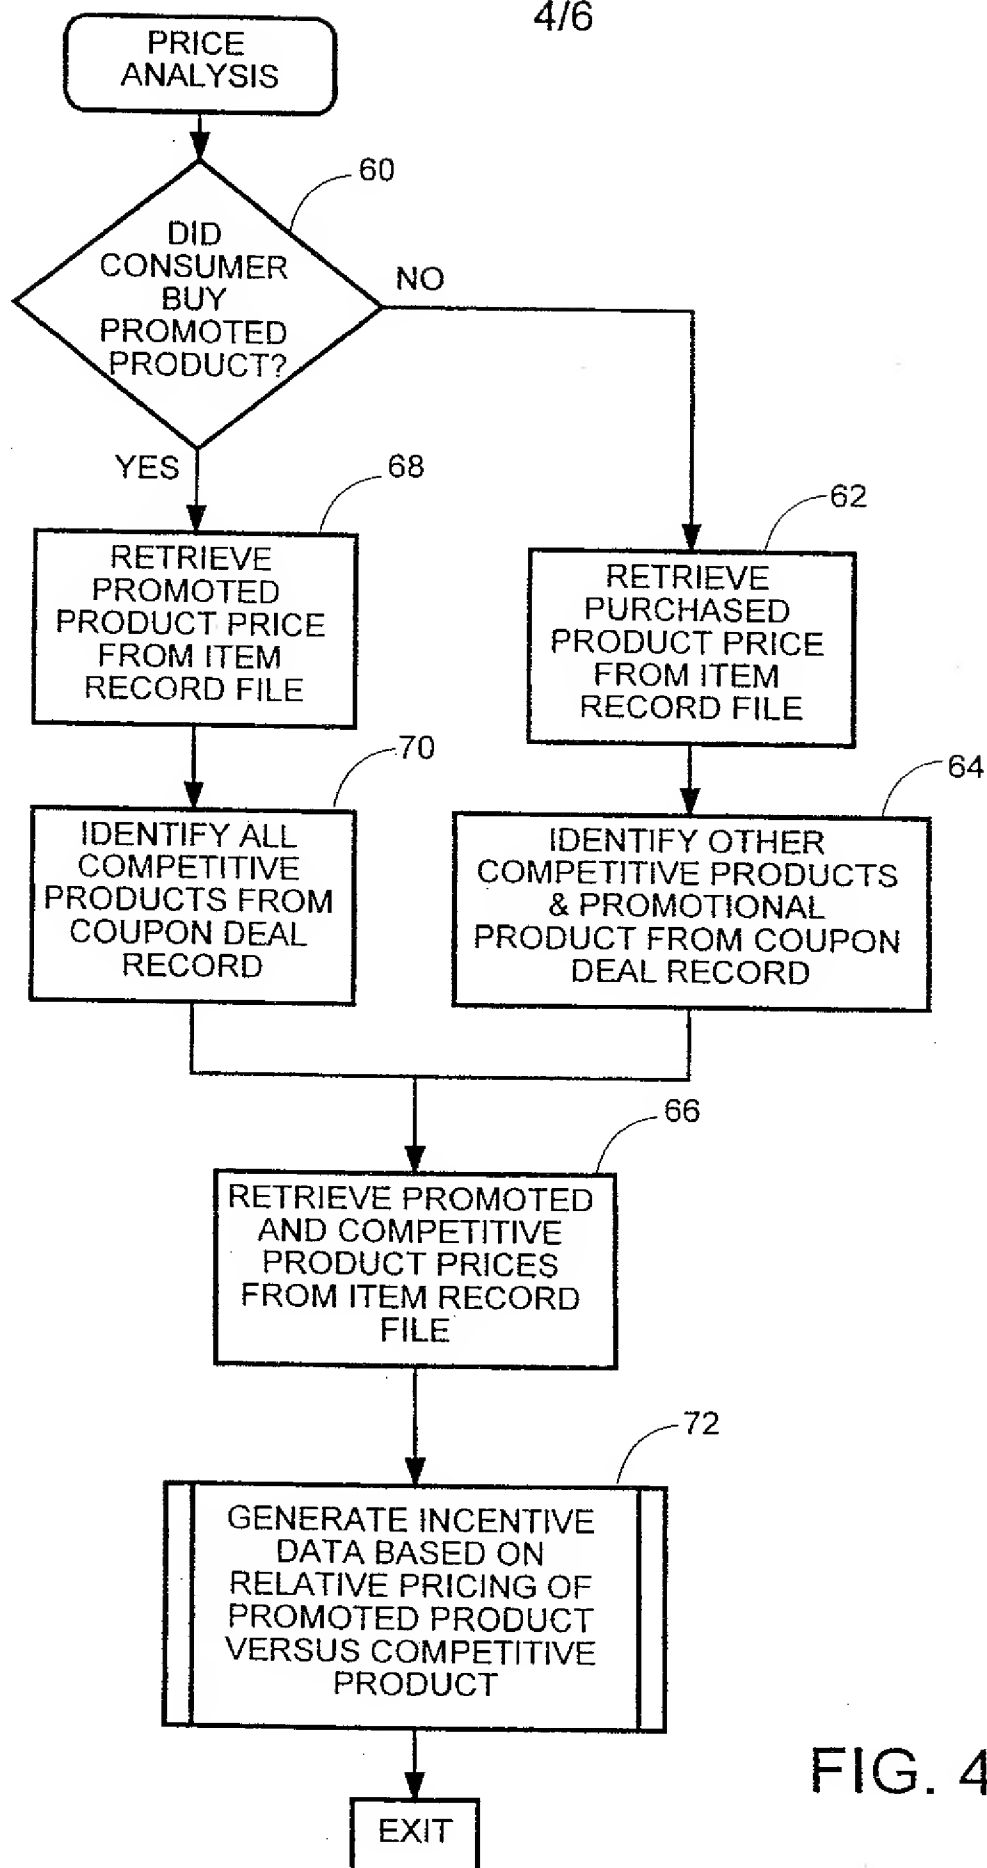 4/6
PRICE
ANALYSIS
60
DID
CONSUMER
BUY
PROMOTED
PRODUCT?
NO
YES
68
RETRIEVE
PROMOTED
PRODUCT PRICE
FROM ITEM
RECORD FILE
62
RETRIEVE
PURCHASED
PRODUCT PRICE
FROM ITEM
RECORD FILE
70
IDENTIFY ALL
COMPETITIVE
PRODUCTS FROM
COUPON DEAL
RECORD
64
IDENTIFY OTHER
COMPETITIVE PRODUCTS
& PROMOTIONAL
PRODUCT FROM COUPON
DEAL RECORD
66
RETRIEVE PROMOTED
AND COMPETITIVE
PRODUCT PRICES
FROM ITEM RECORD
FILE
72
GENERATE INCENTIVE
DATA BASED ON
RELATIVE PRICING OF
PROMOTED PRODUCT
VERSUS COMPETITIVE
PRODUCT
EXIT
FIG. 4